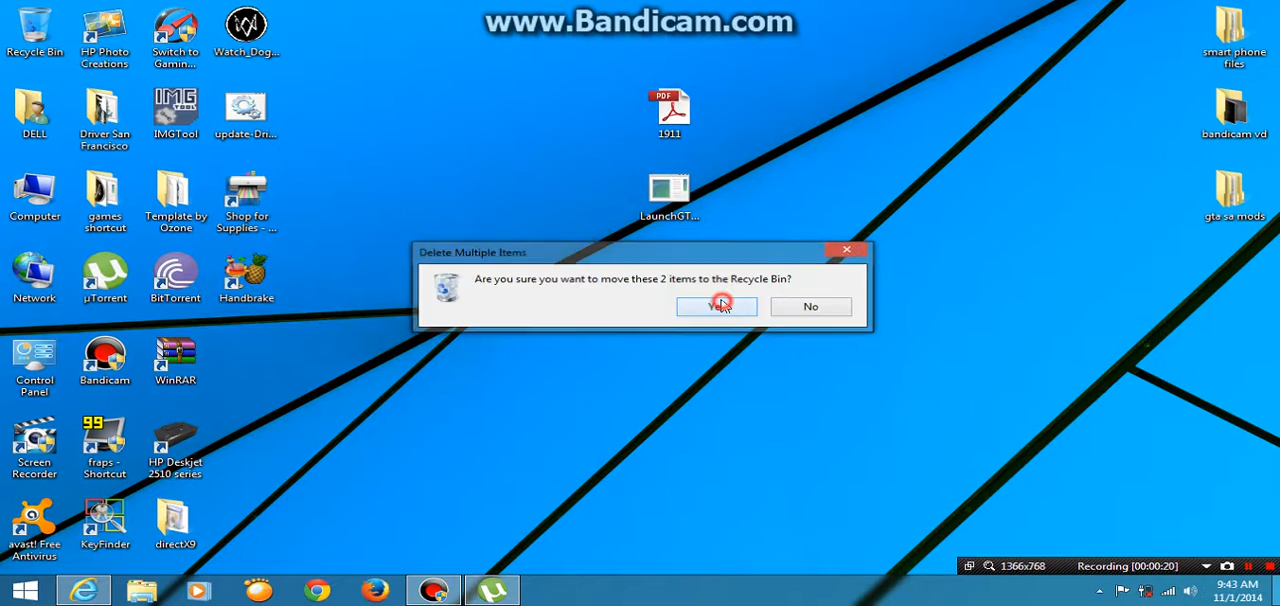 www.Bandicam.com
Recycle Bin
HP Photo
Creations
Switch to
Gamin...
Watch_Dog...
smart phone
files
DELL
Driver San
Francisco
IMGTool
IMG
TOOL
update-Dri...
PDF
1911
bandicam vd
Computer
games
shortcut
Template by
Ozone
Shop for
Supplies - ...
LaunchGT...
gta sa mods
Delete Multiple Items
Are you sure you want to move these 2 items to the Recycle Bin?
No
Network
µTorrent
BitTorrent
Handbrake
Control
Panel
Bandicam
WinRAR
99
Screen
Recorder
fraps -
Shortcut
HP Deskjet
2510 series
avast! Free
Antivirus
KeyFinder
directX9
1366x768
Recording [00:00:20]
9:43 AM
11/1/2014